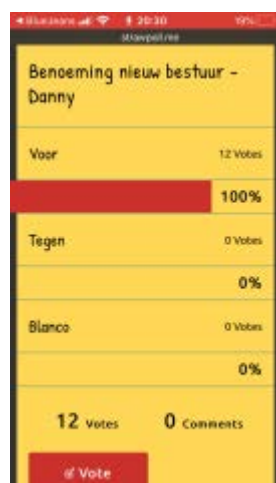 20:30
19%
strawpoll.me
Benoeming nieuw bestuur -
Danny
Voor
12 Votes
100%
Tegen
0 Votes
0%
Blanco
0 Votes
0%
12 Votes 0 Comments
Vote